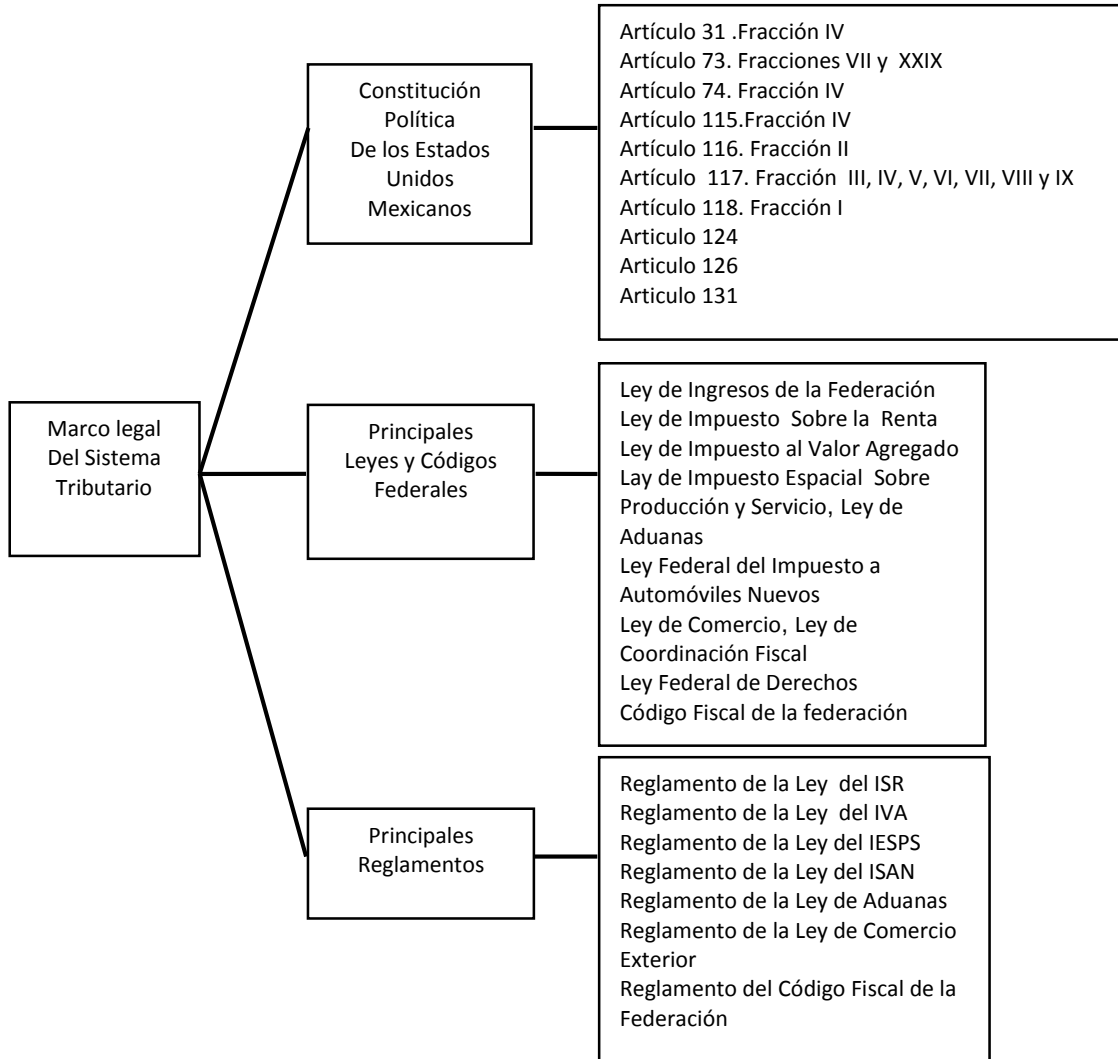 Marco legal
Del Sistema
Tributario
Constitución
Política
De los Estados
Unidos
Mexicanos
Artículo 31 .Fracción IV
Artículo 73. Fracciones VII y  XXIX
Artículo 74. Fracción IV
Artículo 115.Fracción IV
Artículo 116. Fracción II
Artículo  117. Fracción  III, IV, V, VI, VII, VIII y IX
Artículo 118. Fracción I
Articulo 124
Articulo 126
Articulo 131
Principales
Leyes y Códigos
Federales
Ley de Ingresos de la Federación
Ley de Impuesto  Sobre la  Renta
Ley de Impuesto al Valor Agregado
Lay de Impuesto Espacial  Sobre
Producción y Servicio, Ley de
Aduanas
Ley Federal del Impuesto a
Automóviles Nuevos
Ley de Comercio, Ley de
Coordinación Fiscal
Ley Federal de Derechos
Código Fiscal de la federación
Principales
Reglamentos
Reglamento de la Ley  del ISR
Reglamento de la Ley  del IVA
Reglamento de la Ley del IESPS
Reglamento de la Ley del ISAN
Reglamento de la Ley de Aduanas
Reglamento de la Ley de Comercio
Exterior
Reglamento del Código Fiscal de la
Federación